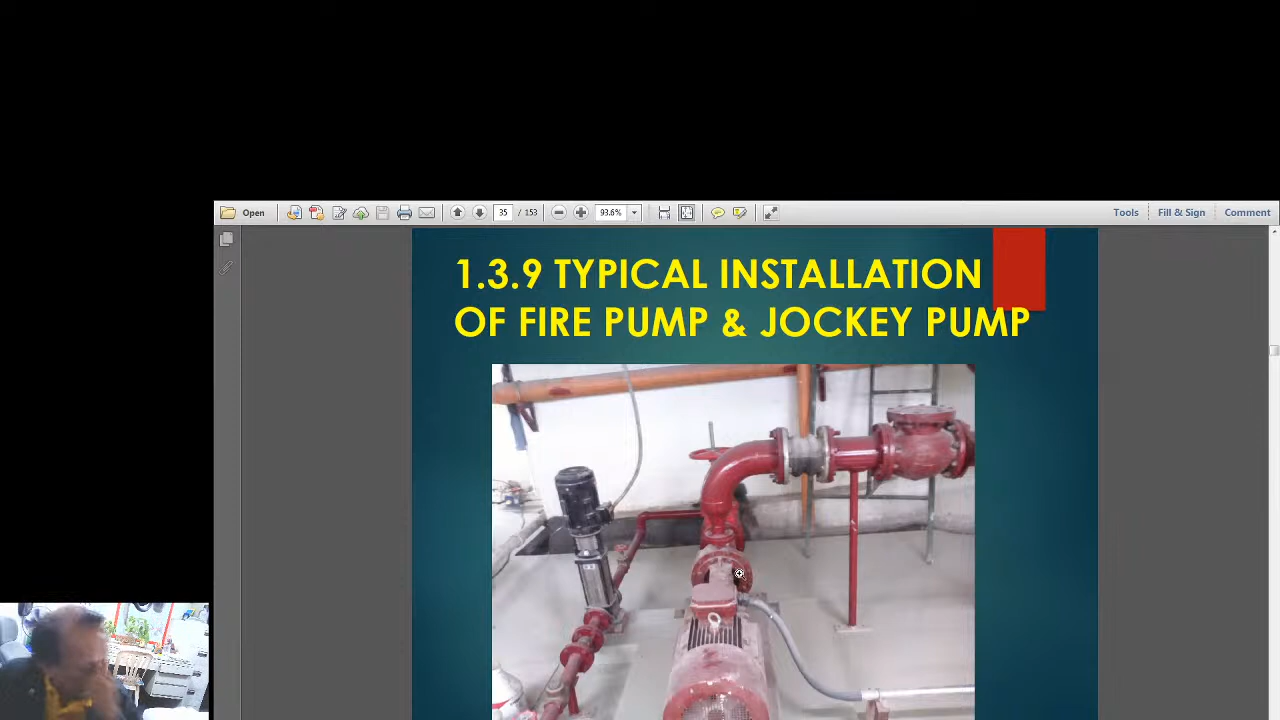 Open 35 / 153 93.6% Tools Fill & Sign Comment
1.3.9 TYPICAL INSTALLATION
OF FIRE PUMP & JOCKEY PUMP